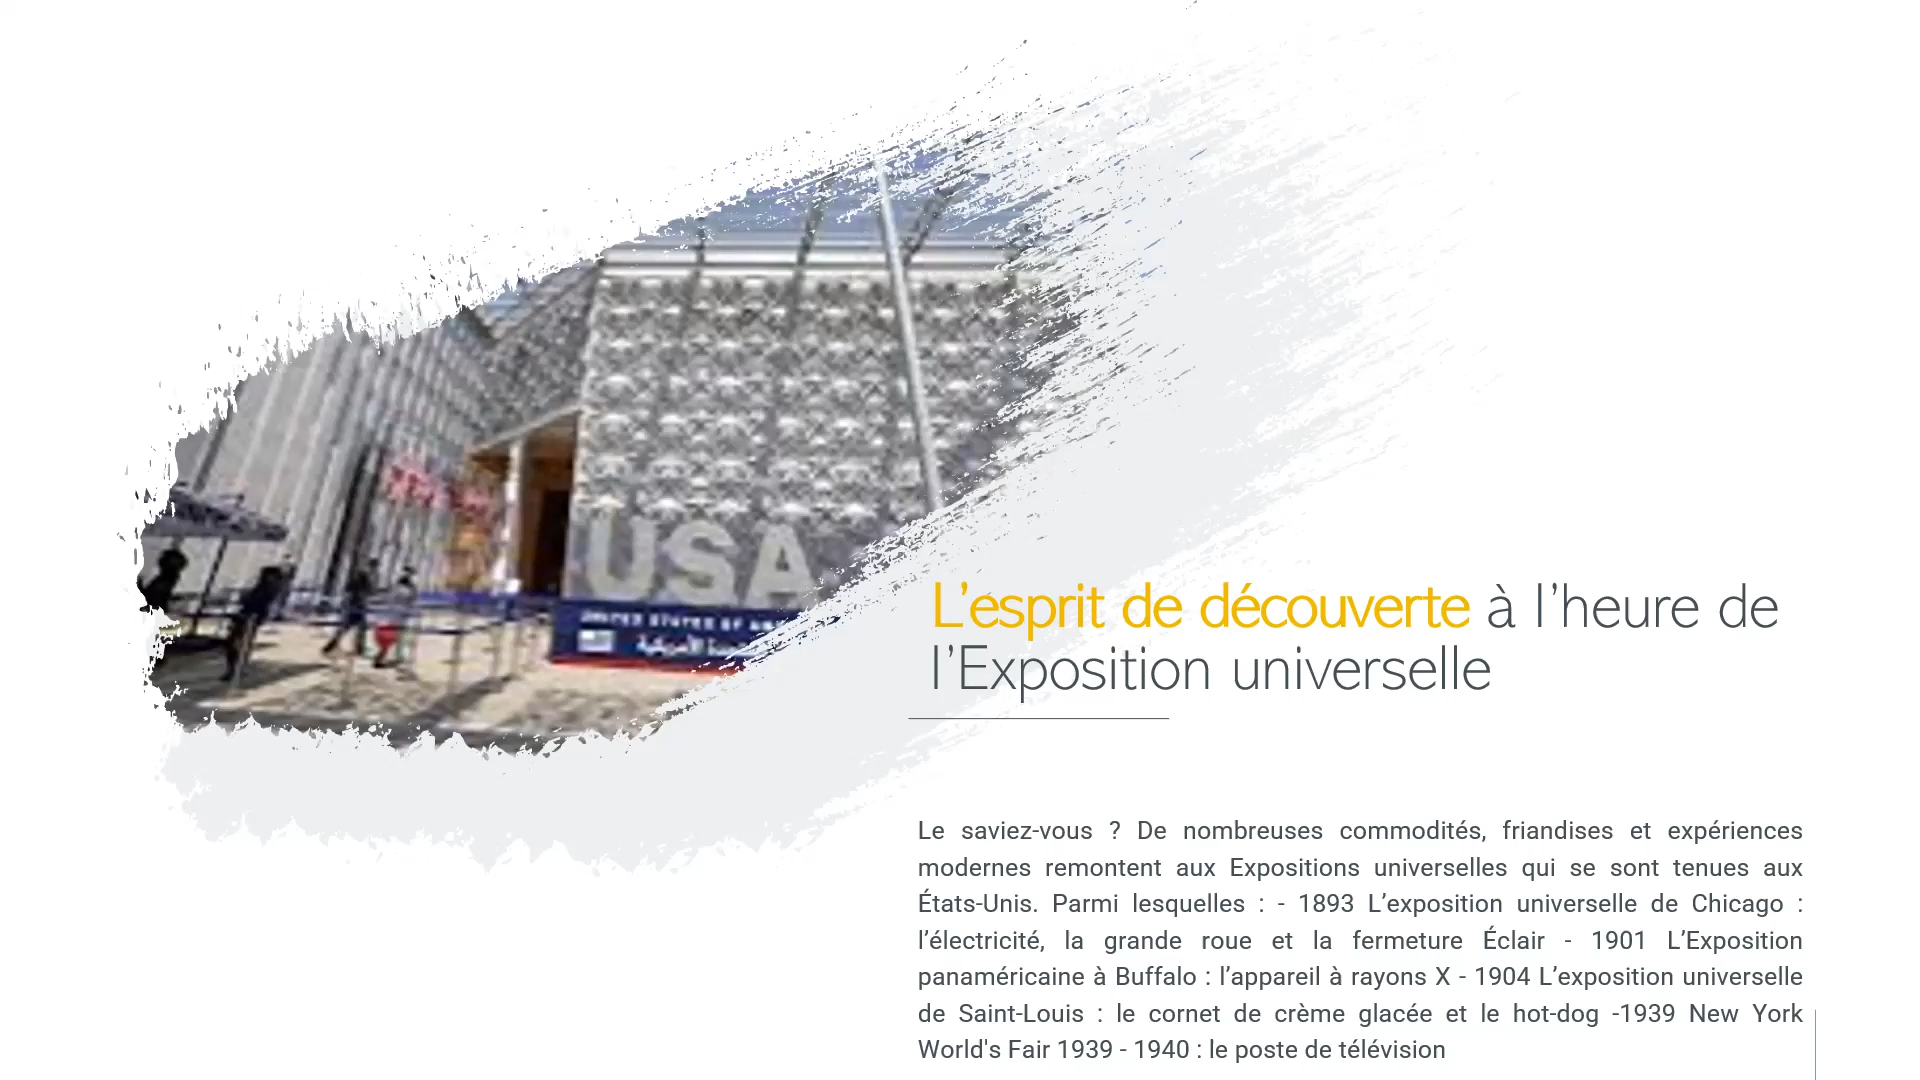 USA
UNITED STATES OF
L’esprit de découverte à l’heure de
l’Exposition universelle
Le saviez-vous ? De nombreuses commodités, friandises et expériences
modernes remontent aux Expositions universelles qui se sont tenues aux
États-Unis. Parmi lesquelles : - 1893 L’exposition universelle de Chicago :
l’électricité, la grande roue et la fermeture Éclair - 1901 L’Exposition
panaméricaine à Buffalo : l’appareil à rayons X - 1904 L’exposition universelle
de Saint-Louis : le cornet de crème glacée et le hot-dog -1939 New York
World's Fair 1939 - 1940 : le poste de télévision